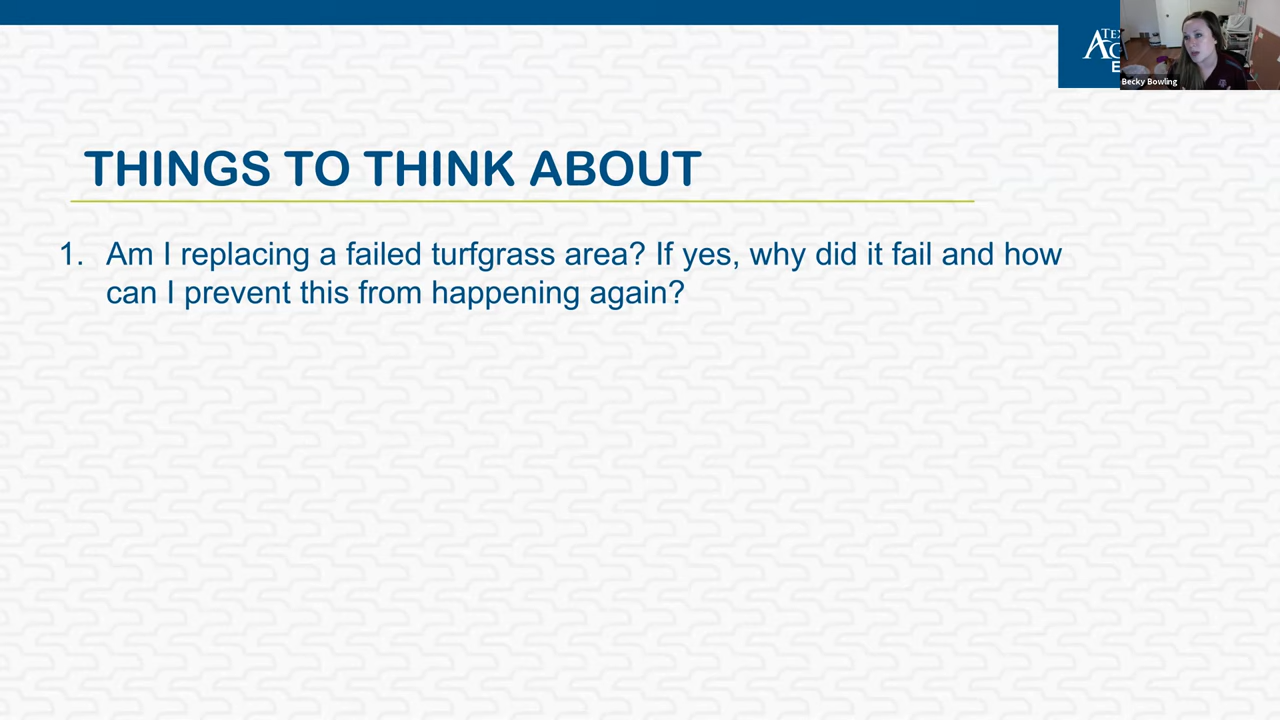 Becky Bowling
THINGS TO THINK ABOUT
1. Am I replacing a failed turfgrass area? If yes, why did it fail and how
can I prevent this from happening again?